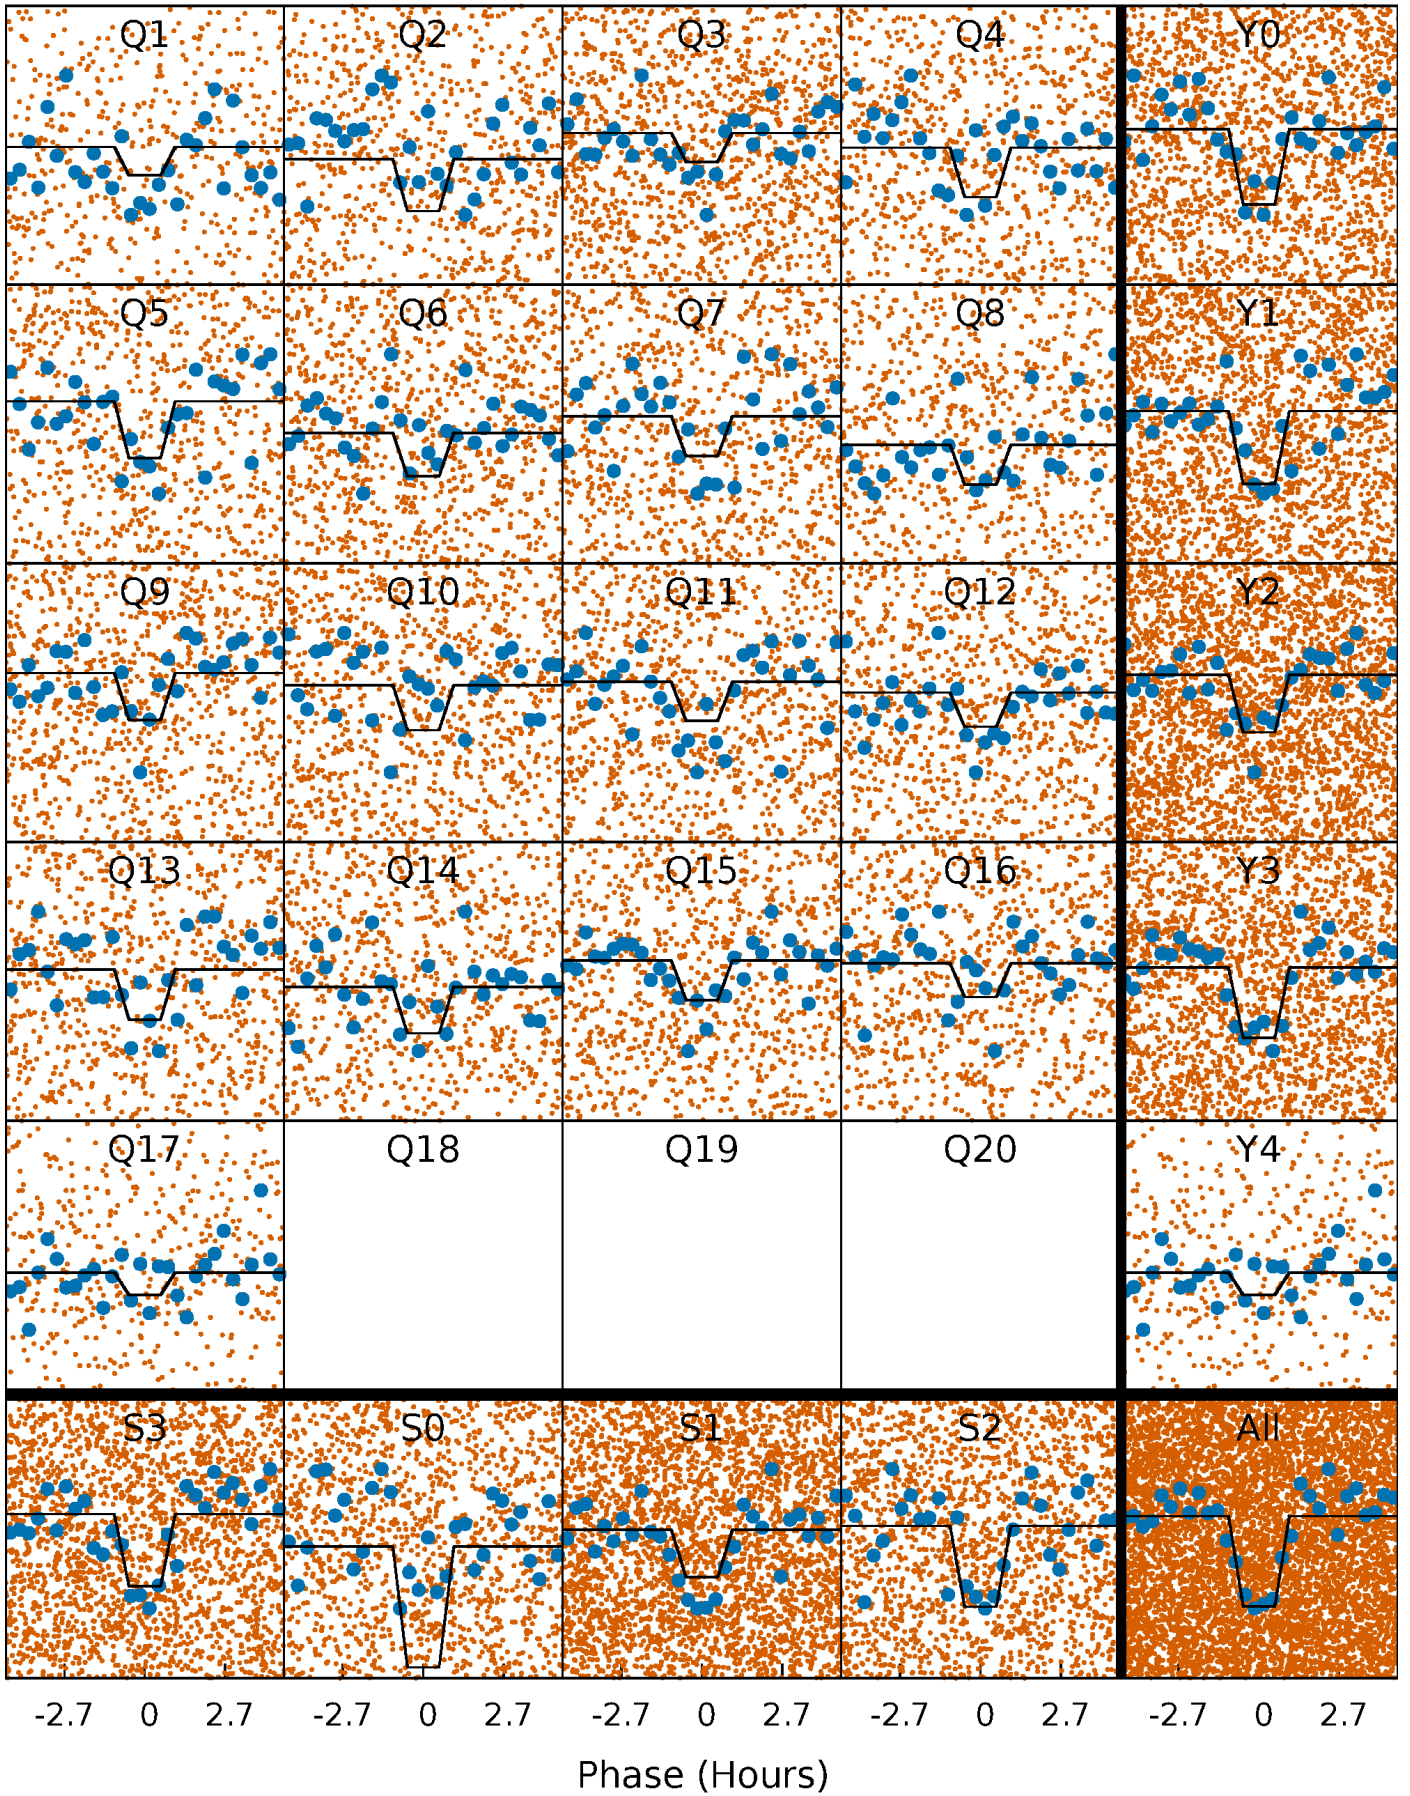 Q1 Q2 Q3 Q4 Y0
Q5 Q6 Q7 Q8 Y1
Q9 Q10 Q11 Q12 Y2
Q13 Q14 Q15 Q16 Y3
Q17 Q18 Q19 Q20 Y4
S3 S0 S1 S2 All
-2.7 0 2.7 -2.7 0 2.7 -2.7 0 2.7 -2.7 0 2.7 -2.7 0 2.7
Phase (Hours)